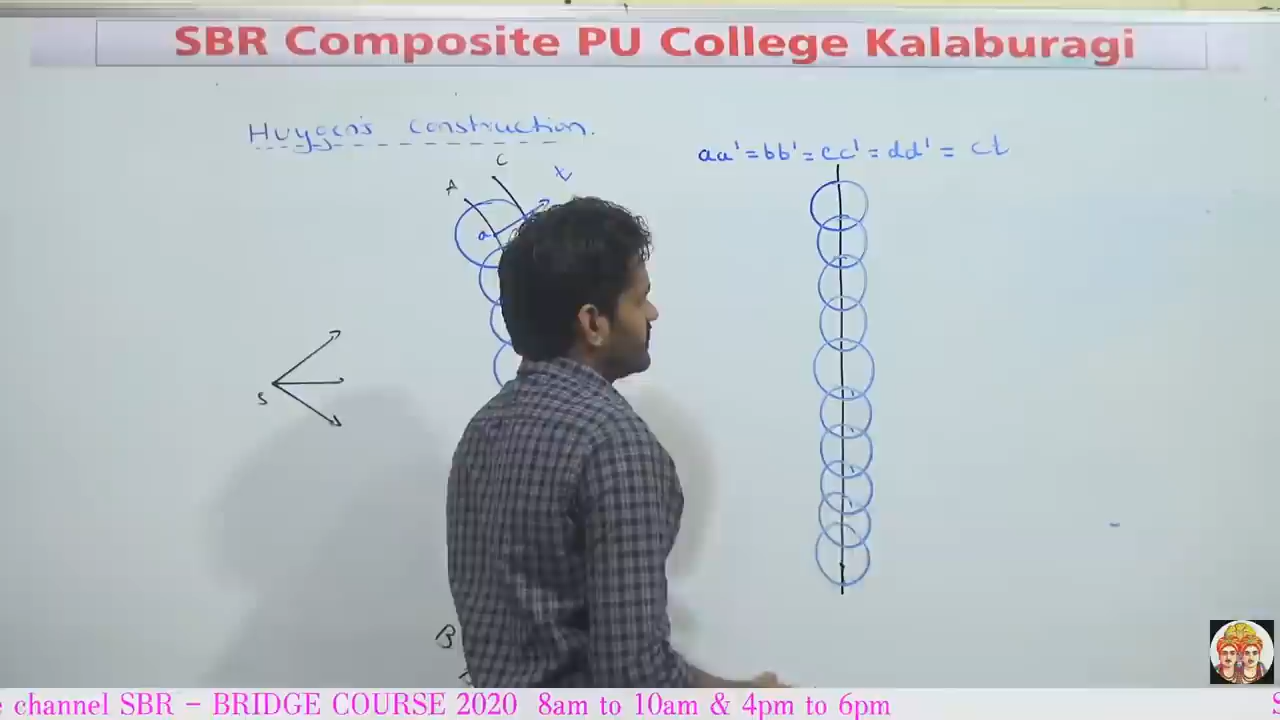 SBR Composite PU College Kalaburagi
Huygen's construction.
aa' = bb' = cc' = dd' = ct
C
A
a
S
B
e channel SBR - BRIDGE COURSE 2020 8am to 10am & 4pm to 6pm S